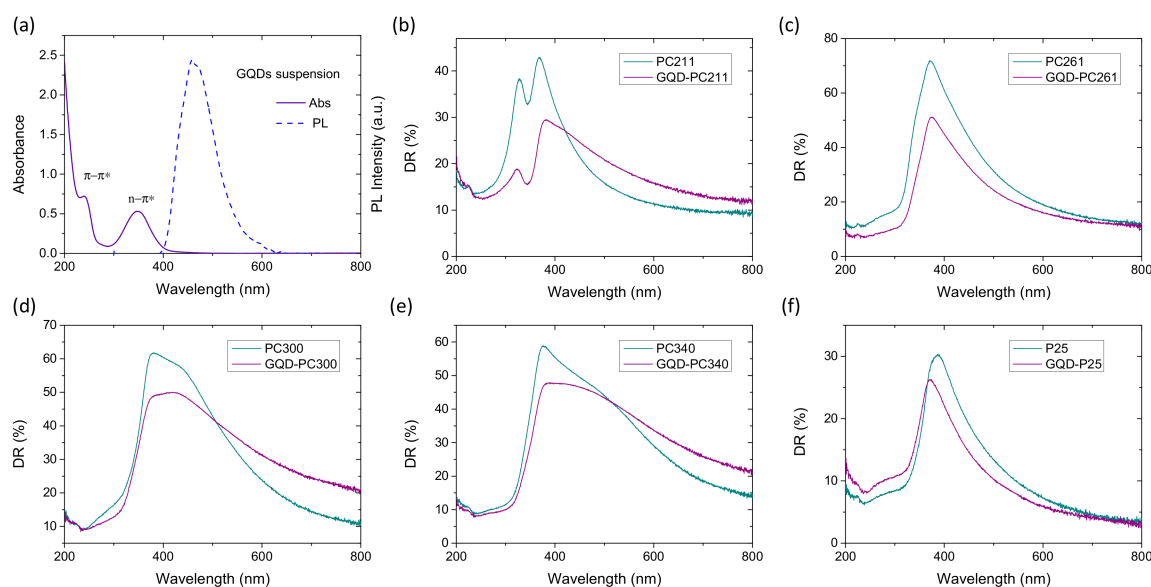 (a)
2.5
2.0
1.5
1.0
0.5
0.0
200 300 400 500 600 800
Absorbance
PL Intensity (a.u.)
Wavelength (nm)
GQDs suspension
Abs
PL
π–π*
n–π*
(b)
40
30
20
10
0
200 400 600 800
DR (%)
Wavelength (nm)
PC211
GQD-PC211
(c)
80
60
40
20
0
200 400 600 800
DR (%)
Wavelength (nm)
PC261
GQD-PC261
(d)
70
60
50
40
30
20
10
200 400 600 800
DR (%)
Wavelength (nm)
PC300
GQD-PC300
(e)
60
50
40
30
20
10
0
200 400 600 800
DR (%)
Wavelength (nm)
PC340
GQD-PC340
(f)
30
20
10
0
200 400 600 800
DR (%)
Wavelength (nm)
P25
GQD-P25